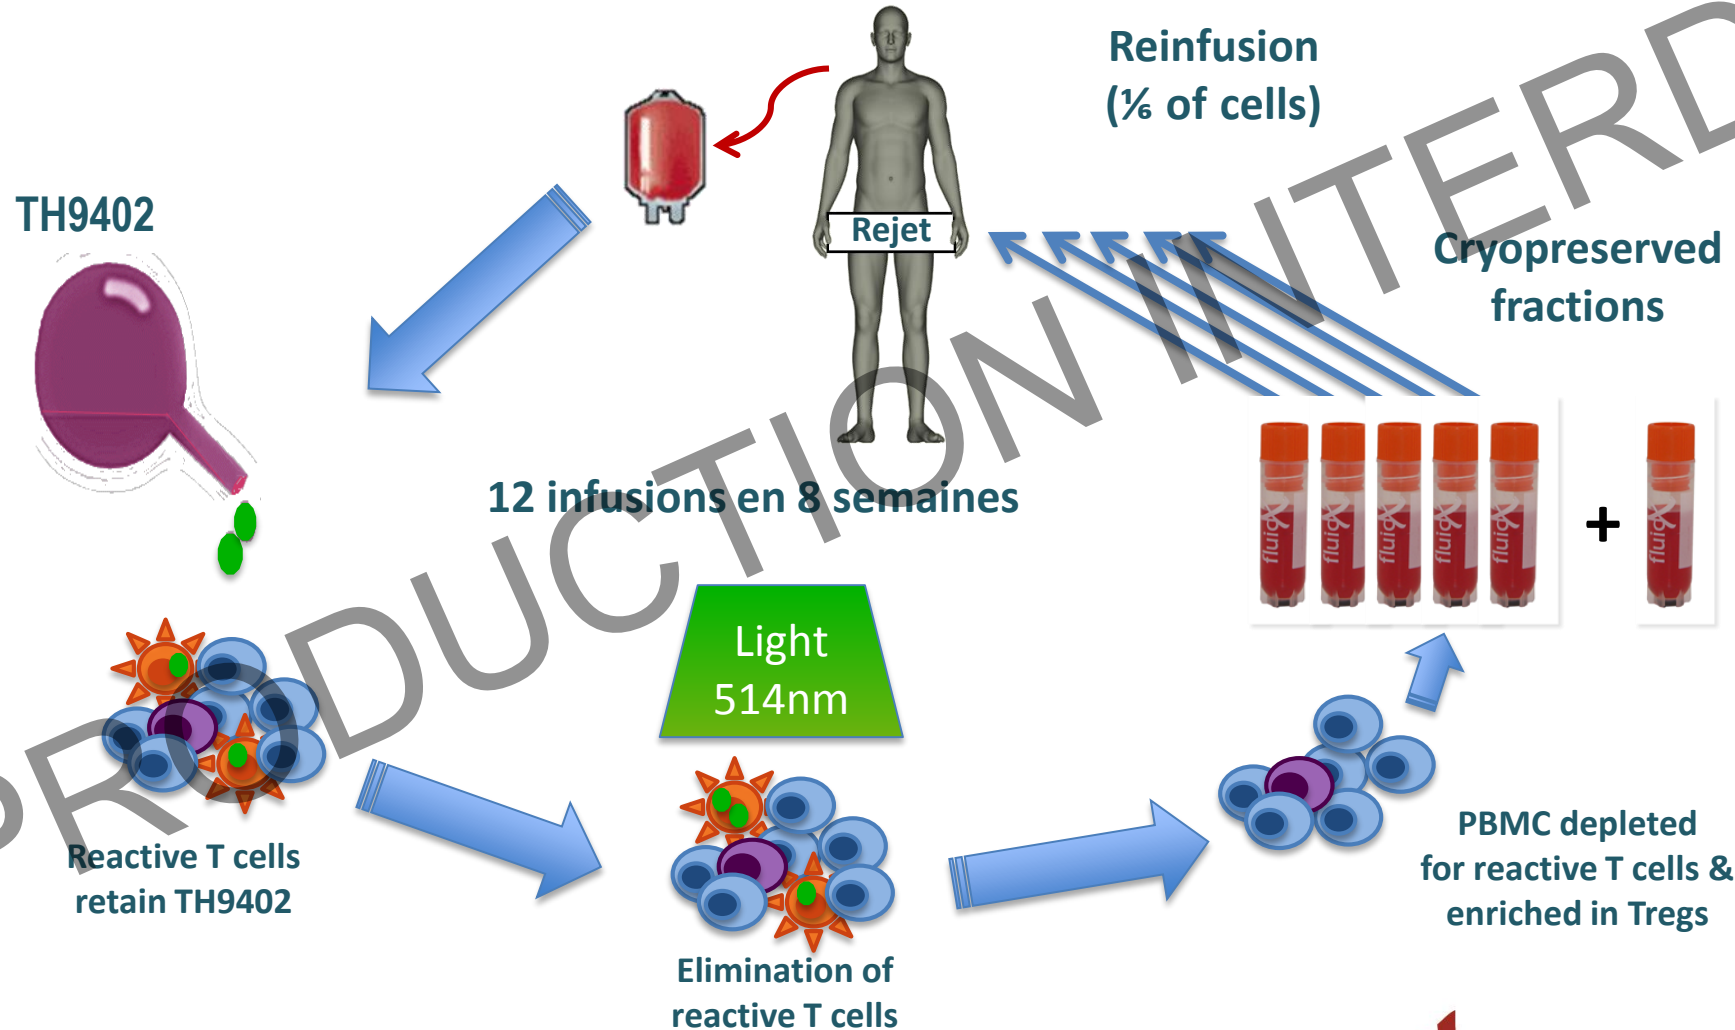 Reinfusion
(⅙ of cells)
TH9402
Rejet
Cryopreserved
fractions
12 infusions en 8 semaines
fluidX
fluidX
fluidX
fluidX
fluidX
+
fluidX
Light
514nm
Reactive T cells
retain TH9402
Elimination of
reactive T cells
PBMC depleted
for reactive T cells &
enriched in Tregs
PRODUCTION INTERD